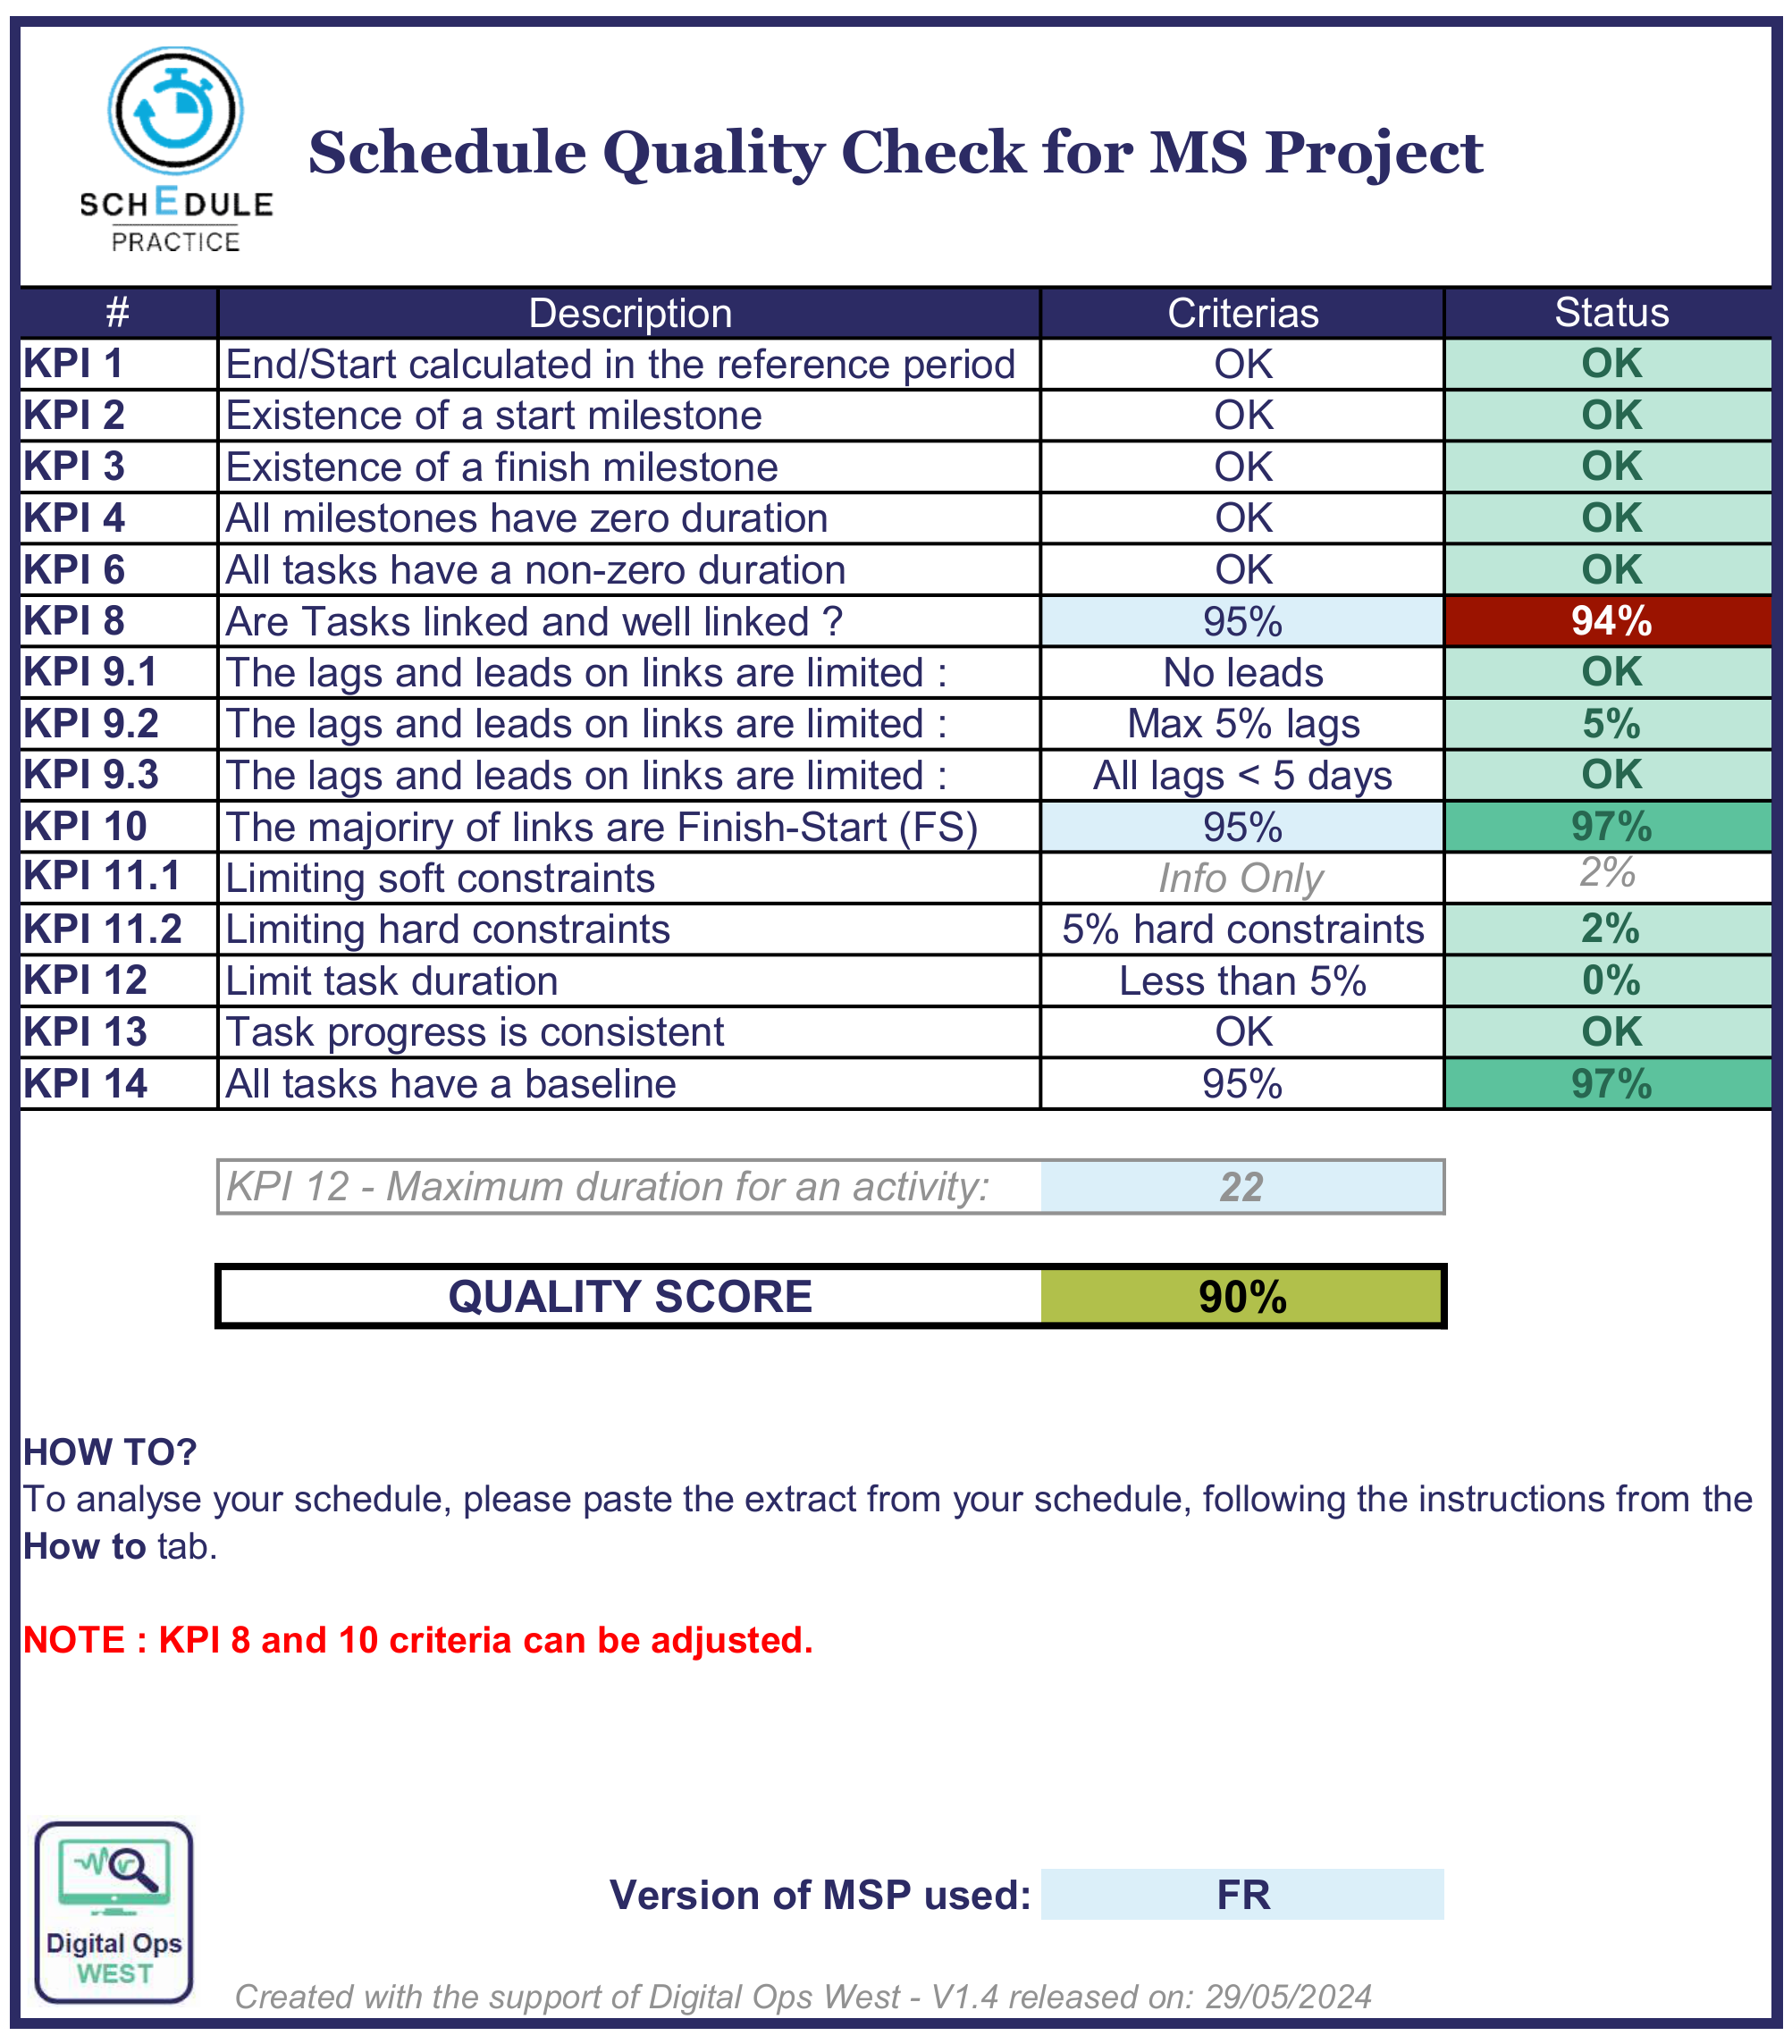 SCHEDULE
PRACTICE
Schedule Quality Check for MS Project
# Description Criterias Status
KPI 1 End/Start calculated in the reference period OK OK
KPI 2 Existence of a start milestone OK OK
KPI 3 Existence of a finish milestone OK OK
KPI 4 All milestones have zero duration OK OK
KPI 6 All tasks have a non-zero duration OK OK
KPI 8 Are Tasks linked and well linked ? 95% 94%
KPI 9.1 The lags and leads on links are limited : No leads OK
KPI 9.2 The lags and leads on links are limited : Max 5% lags 5%
KPI 9.3 The lags and leads on links are limited : All lags < 5 days OK
KPI 10 The majoriry of links are Finish-Start (FS) 95% 97%
KPI 11.1 Limiting soft constraints Info Only 2%
KPI 11.2 Limiting hard constraints 5% hard constraints 2%
KPI 12 Limit task duration Less than 5% 0%
KPI 13 Task progress is consistent OK OK
KPI 14 All tasks have a baseline 95% 97%
KPI 12 - Maximum duration for an activity: 22
QUALITY SCORE 90%
HOW TO?
To analyse your schedule, please paste the extract from your schedule, following the instructions from the
How to tab.
NOTE : KPI 8 and 10 criteria can be adjusted.
Version of MSP used: FR
Digital Ops
WEST
Created with the support of Digital Ops West - V1.4 released on: 29/05/2024